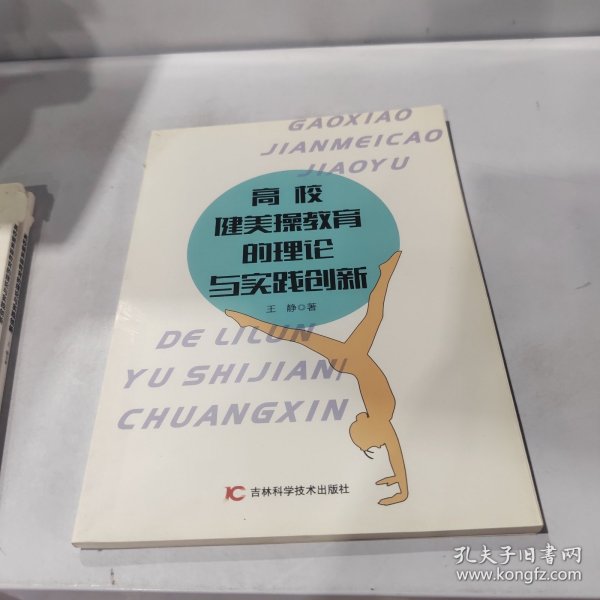 GAOXIAO
JIANMEICAO
JIAOYU
高校
健美操教育
的理论
与实践创新
王 静◎著
DE LILUN
YU SHIJIAN
CHUANGXIN
吉林科学技术出版社
孔夫子旧书网
www.kongfz.com